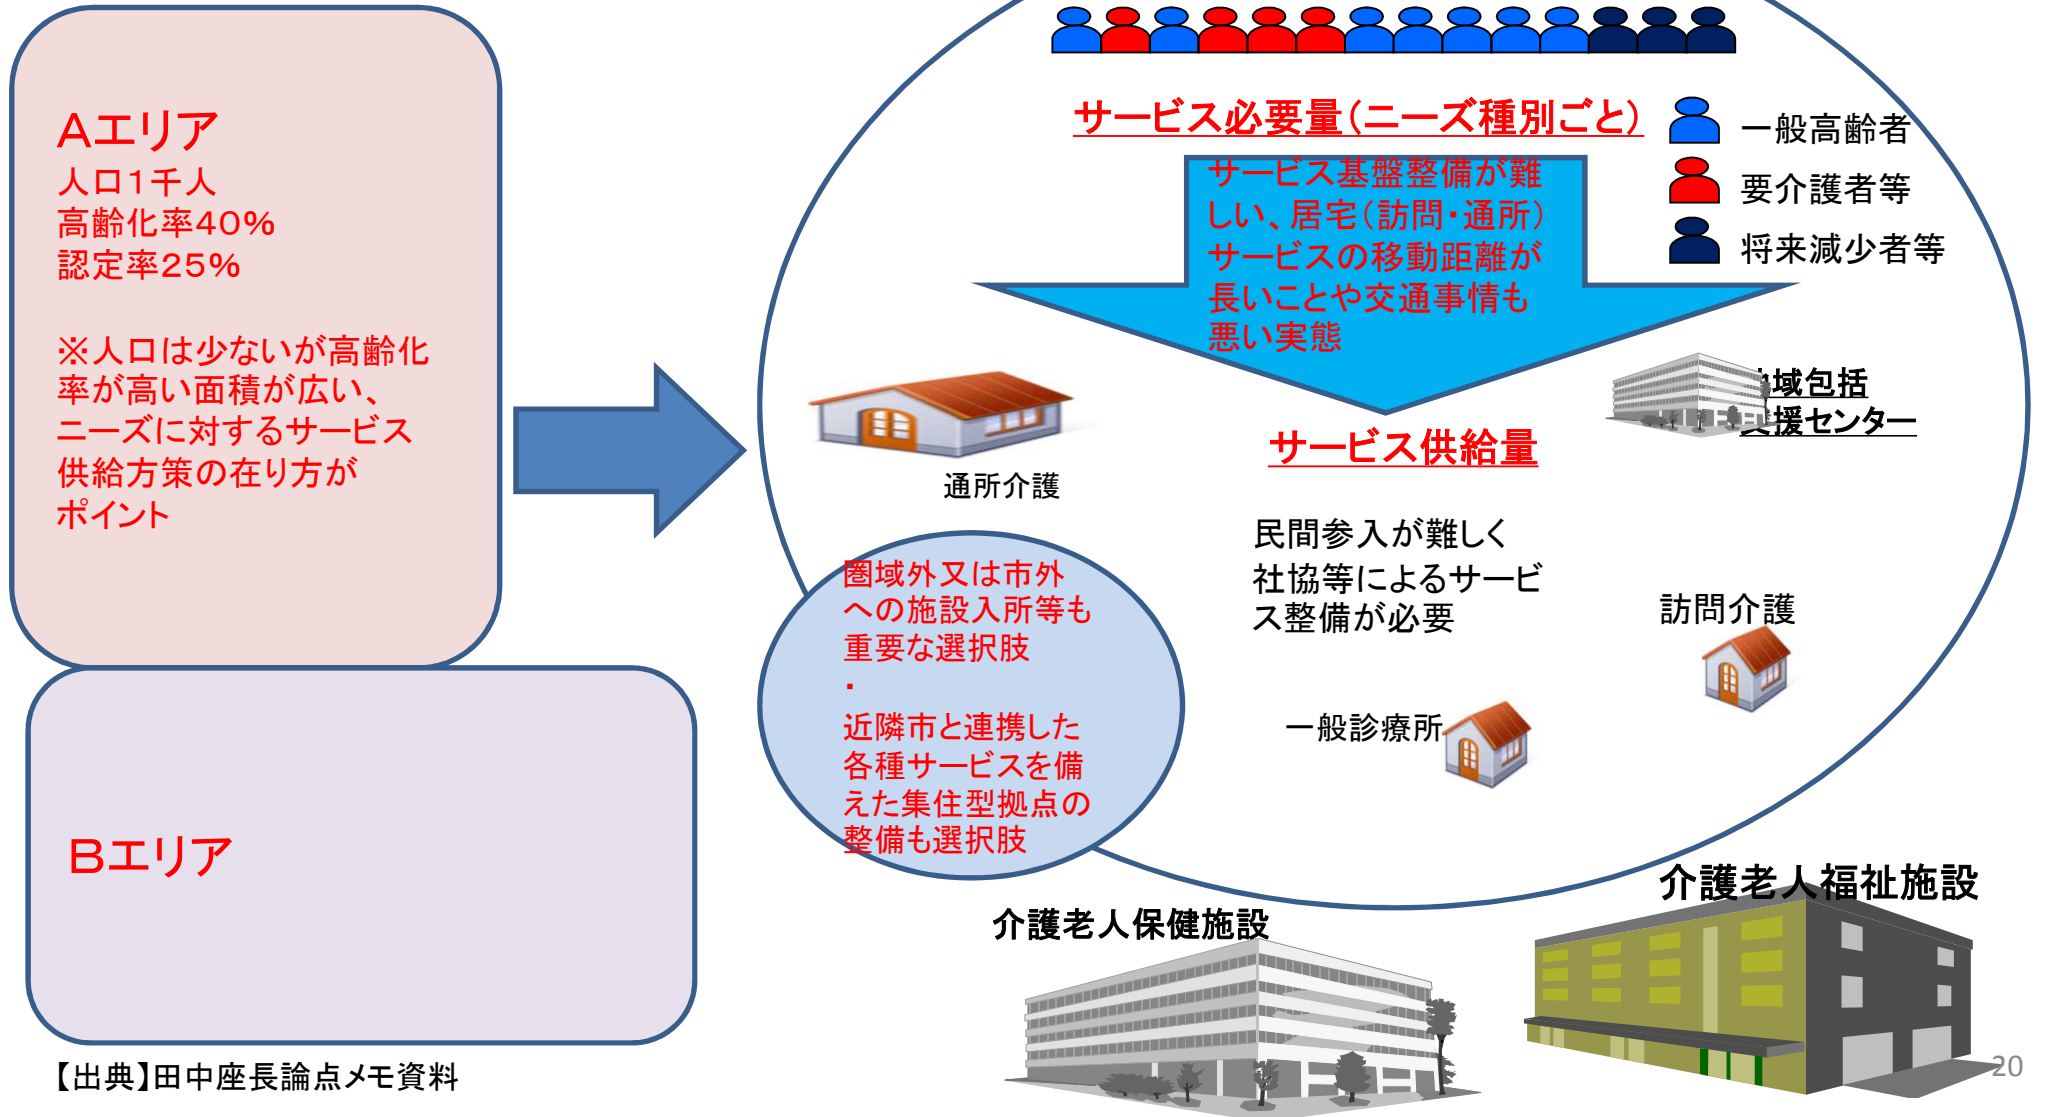 Aエリア
人口1千人
高齢化率40%
認定率25%
※人口は少ないが高齢化
率が高い面積が広い、
ニーズに対するサービス
供給方策の在り方が
ポイント
Bエリア
【出典】田中座長論点メモ資料
サービス必要量(ニーズ種別ごと)
一般高齢者
要介護者等
将来減少者等
サービス基盤整備が難
しい、居宅(訪問・通所)
サービスの移動距離が
長いことや交通事情も
悪い実態
域包括
援センター
通所介護
サービス供給量
民間参入が難しく
社協等によるサービ
ス整備が必要
訪問介護
一般診療所
圏域外又は市外
への施設入所等も
重要な選択肢
・
近隣市と連携した
各種サービスを備
えた集住型拠点の
整備も選択肢
介護老人保健施設
介護老人福祉施設
20